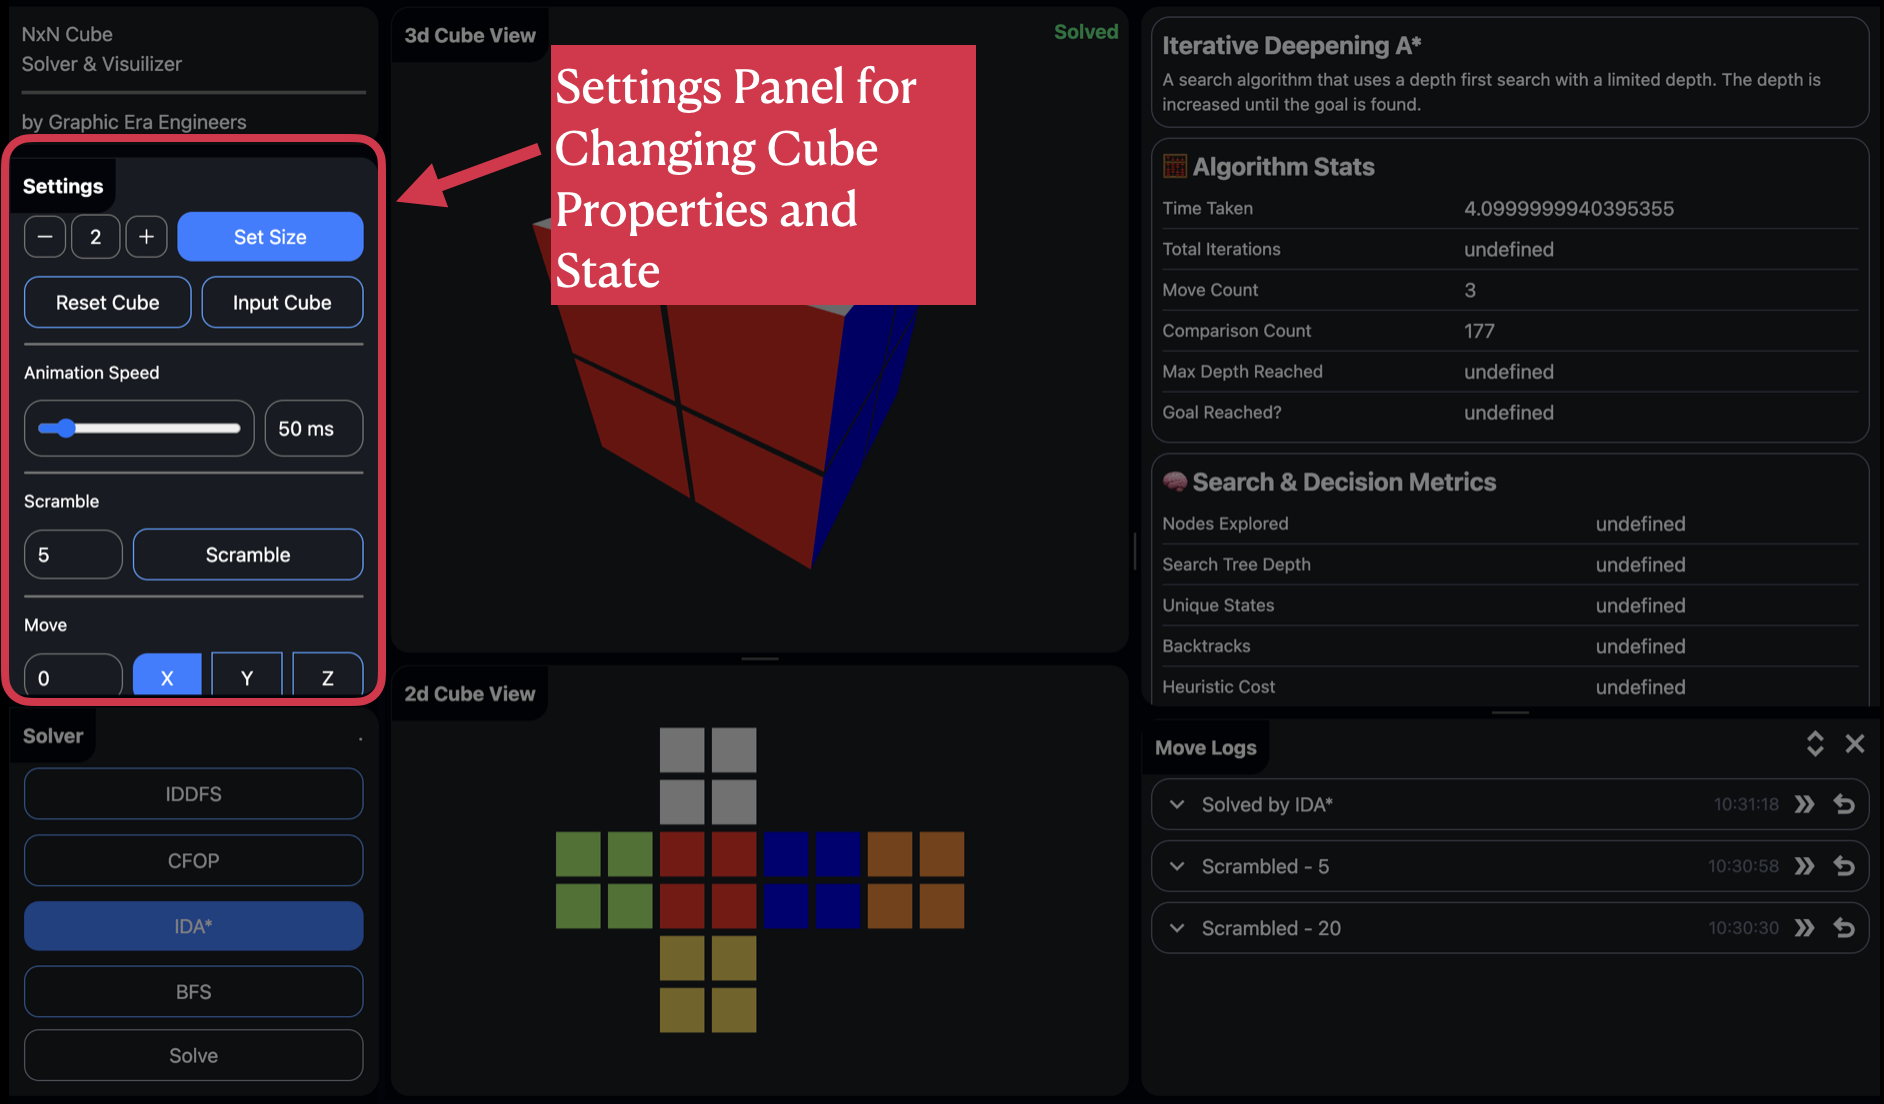 NxN Cube
Solver & Visuilizer
by Graphic Era Engineers
Settings
− 2 + Set Size
Reset Cube Input Cube
Animation Speed
50 ms
Scramble
5 Scramble
Move
0 X Y Z
Solver .
IDDFS
CFOP
IDA*
BFS
Solve
3d Cube View Solved
Settings Panel for
Changing Cube
Properties and
State
2d Cube View
Iterative Deepening A*
A search algorithm that uses a depth first search with a limited depth. The depth is
increased until the goal is found.
Algorithm Stats
Time Taken 4.0999999940395355
Total Iterations undefined
Move Count 3
Comparison Count 177
Max Depth Reached undefined
Goal Reached? undefined
Search & Decision Metrics
Nodes Explored undefined
Search Tree Depth undefined
Unique States undefined
Backtracks undefined
Heuristic Cost undefined
Move Logs
Solved by IDA* 10:31:18
Scrambled - 5 10:30:58
Scrambled - 20 10:30:30